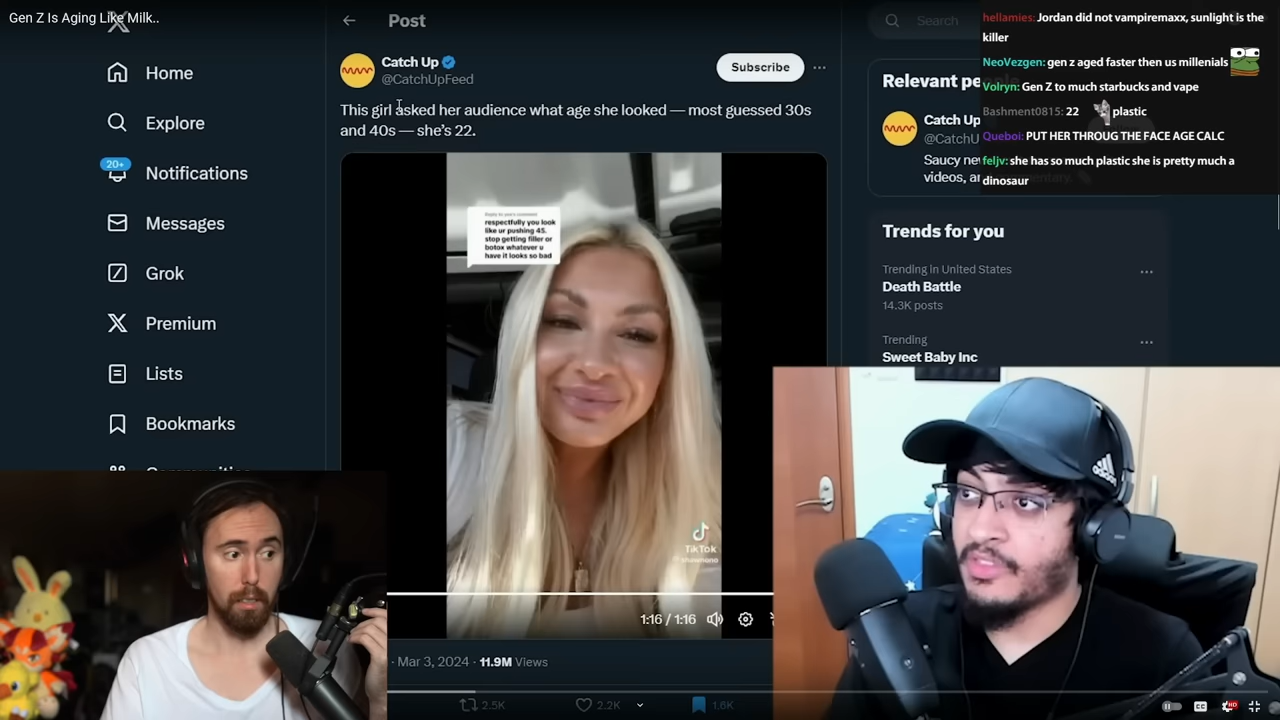 Gen Z Is Aging Like Milk..
Post
Search
Home
Explore
20+
Notifications
Messages
Grok
Premium
Lists
Bookmarks
Catch Up
@CatchUpFeed
Subscribe
This girl asked her audience what age she looked — most guessed 30s
and 40s — she's 22.
respectfully you look
like ur pushing 45.
stop getting filler or
botox whatever u
have it looks so bad
TikTok
1:16 / 1:16
· Mar 3, 2024 · 11.9M Views
2.5K
2.2K
1.6K
Relevant pe
Catch Up
@CatchU
Saucy ne
videos, a
Trends for you
Trending in United States
Death Battle
14.3K posts
Trending
Sweet Baby Inc
hellamies: Jordan did not vampiremaxx, sunlight is the
killer
NeoVezgen: gen z aged faster then us millenials
Volryn: Gen Z to much starbucks and vape
Bashment0815: 22 plastic
Queboi: PUT HER THROUG THE FACE AGE CALC
feljv: she has so much plastic she is pretty much a
dinosaur
CC
HD
adidas